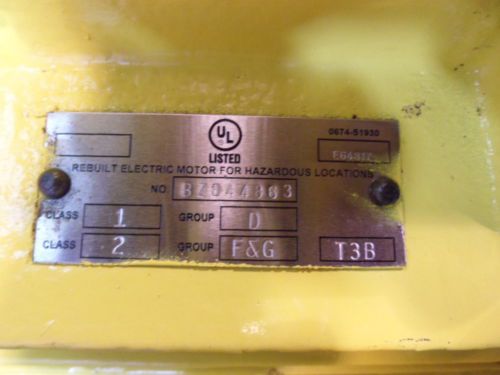 UL
0674-51930
LISTED
REBUILT ELECTRIC MOTOR FOR HAZARDOUS LOCATIONS
NO.
CLASS 1 GROUP D
CLASS 2 GROUP F&G T3B